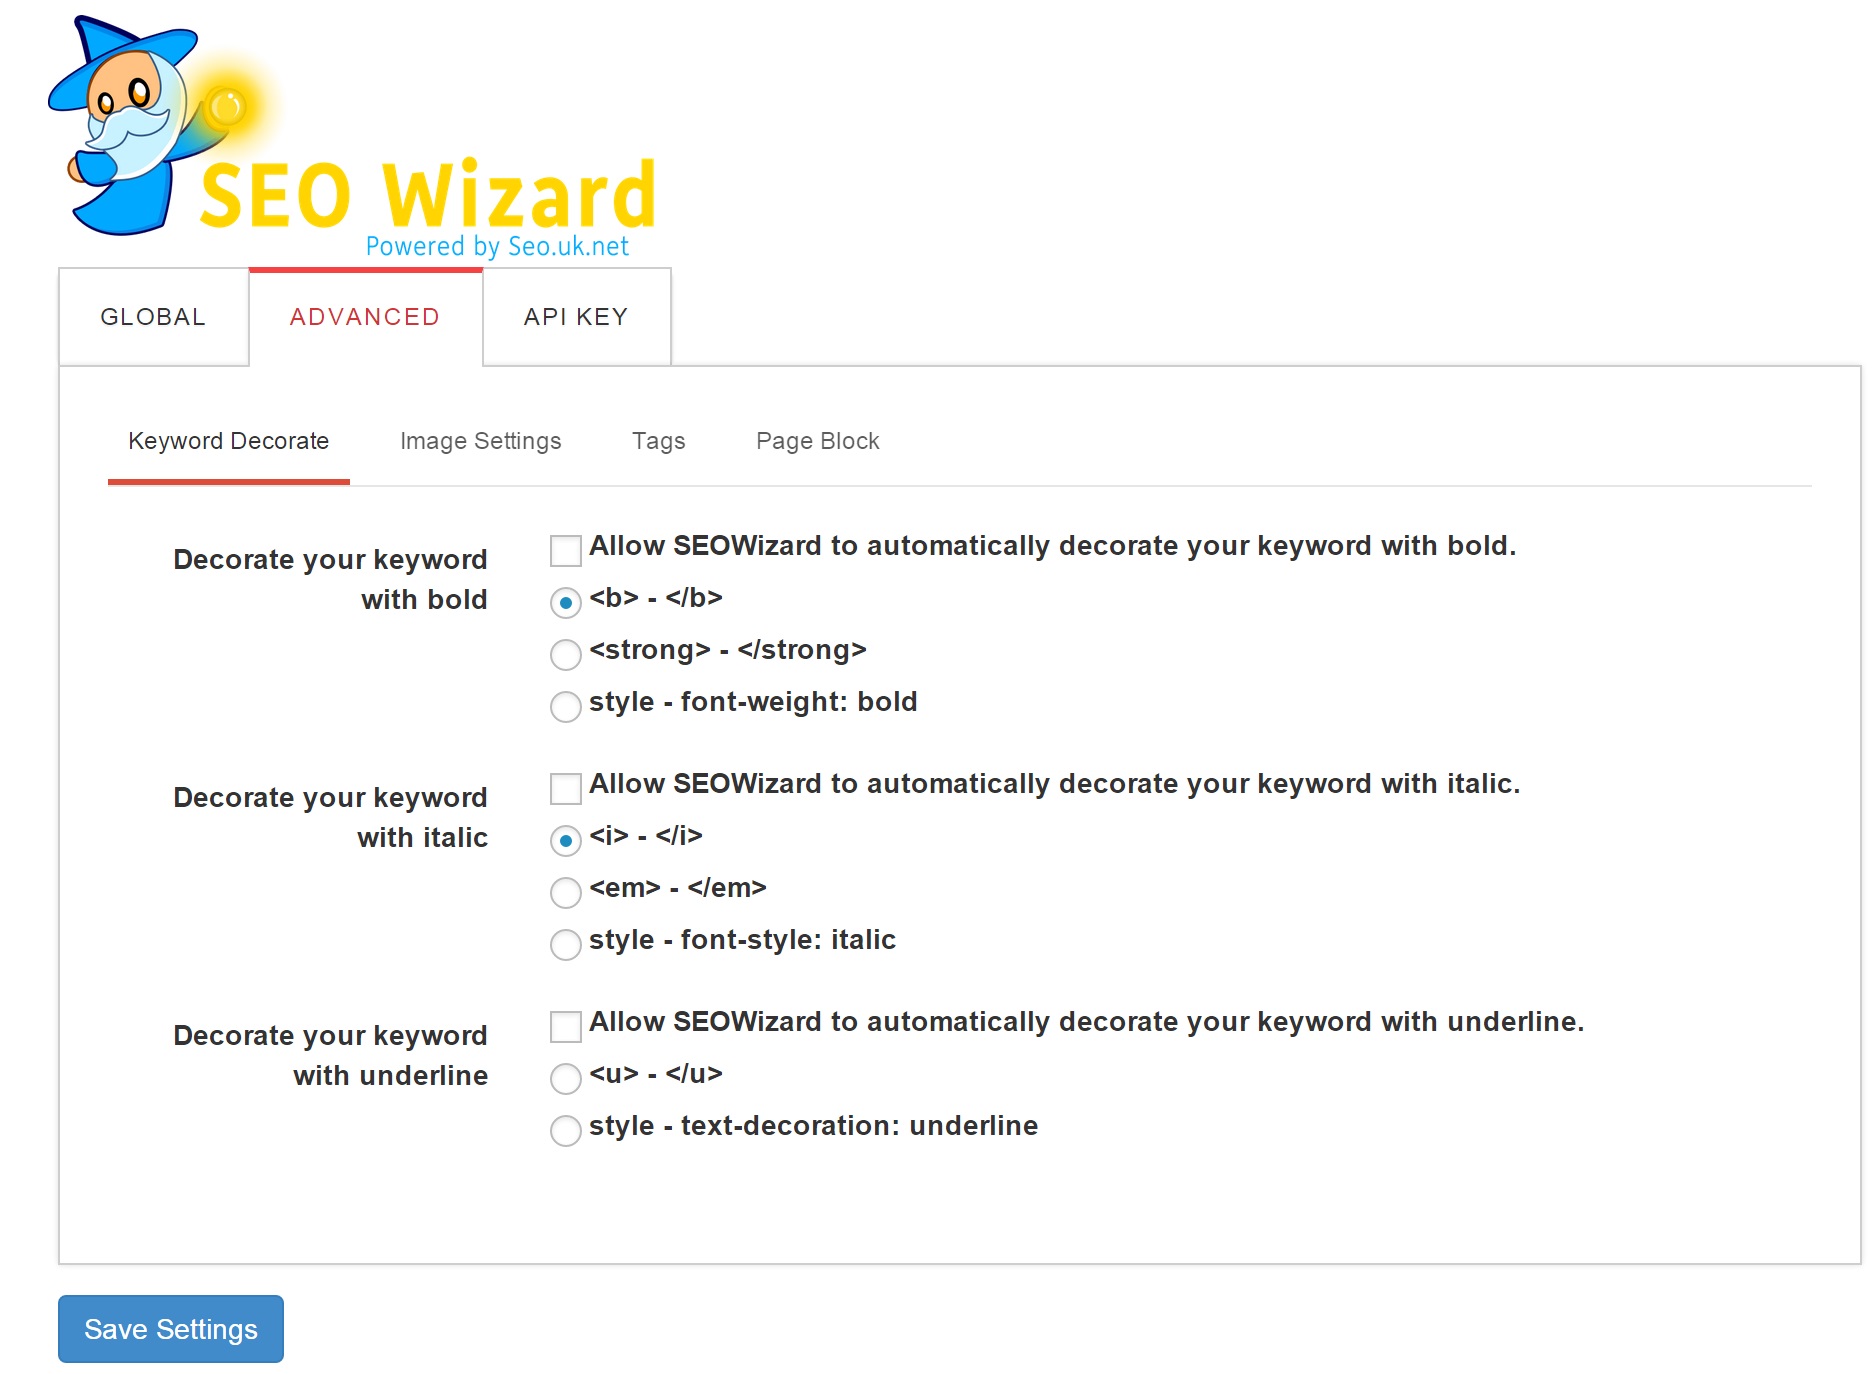 SEO Wizard
Powered by Seo.uk.net
GLOBAL
ADVANCED
API KEY
Keyword Decorate
Image Settings
Tags
Page Block
Decorate your keyword
with bold
Allow SEOWizard to automatically decorate your keyword with bold.
<b> - </b>
<strong> - </strong>
style - font-weight: bold
Decorate your keyword
with italic
Allow SEOWizard to automatically decorate your keyword with italic.
<i> - </i>
<em> - </em>
style - font-style: italic
Decorate your keyword
with underline
Allow SEOWizard to automatically decorate your keyword with underline.
<u> - </u>
style - text-decoration: underline
Save Settings